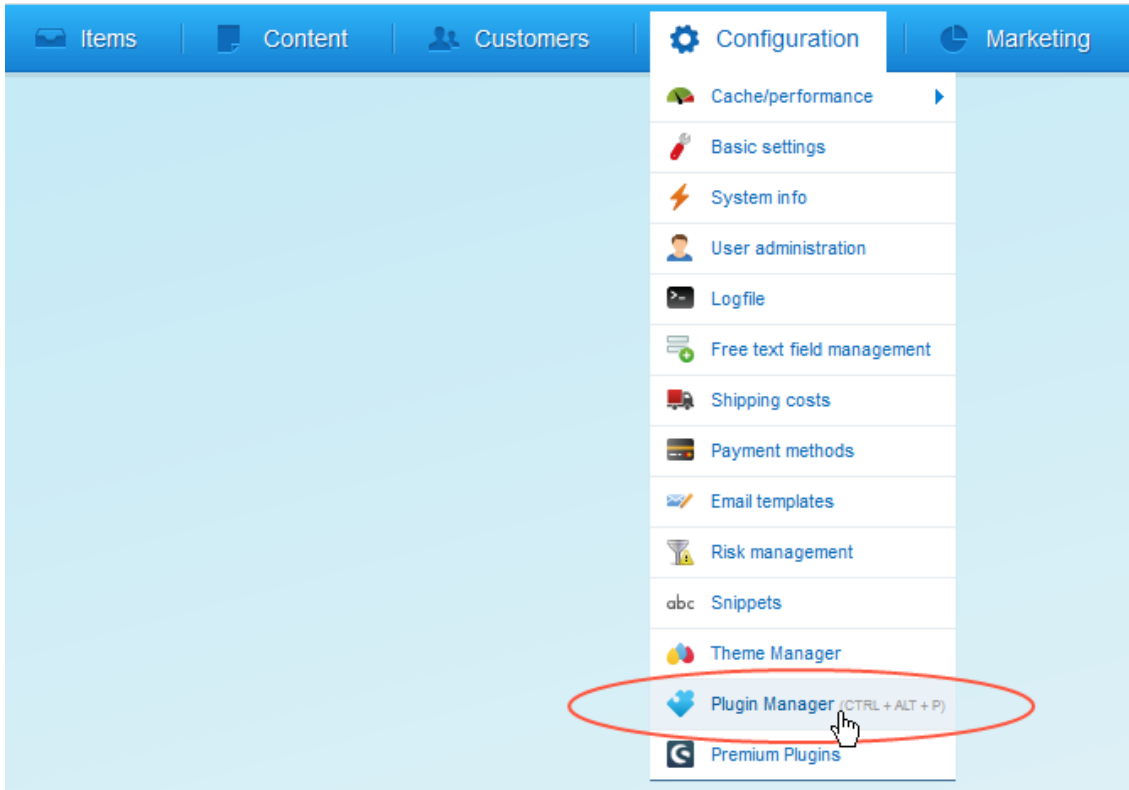 Items Content Customers Configuration Marketing
Cache/performance
Basic settings
System info
User administration
Logfile
Free text field management
Shipping costs
Payment methods
Email templates
Risk management
abc Snippets
Theme Manager
Plugin Manager (CTRL + ALT + P)
Premium Plugins